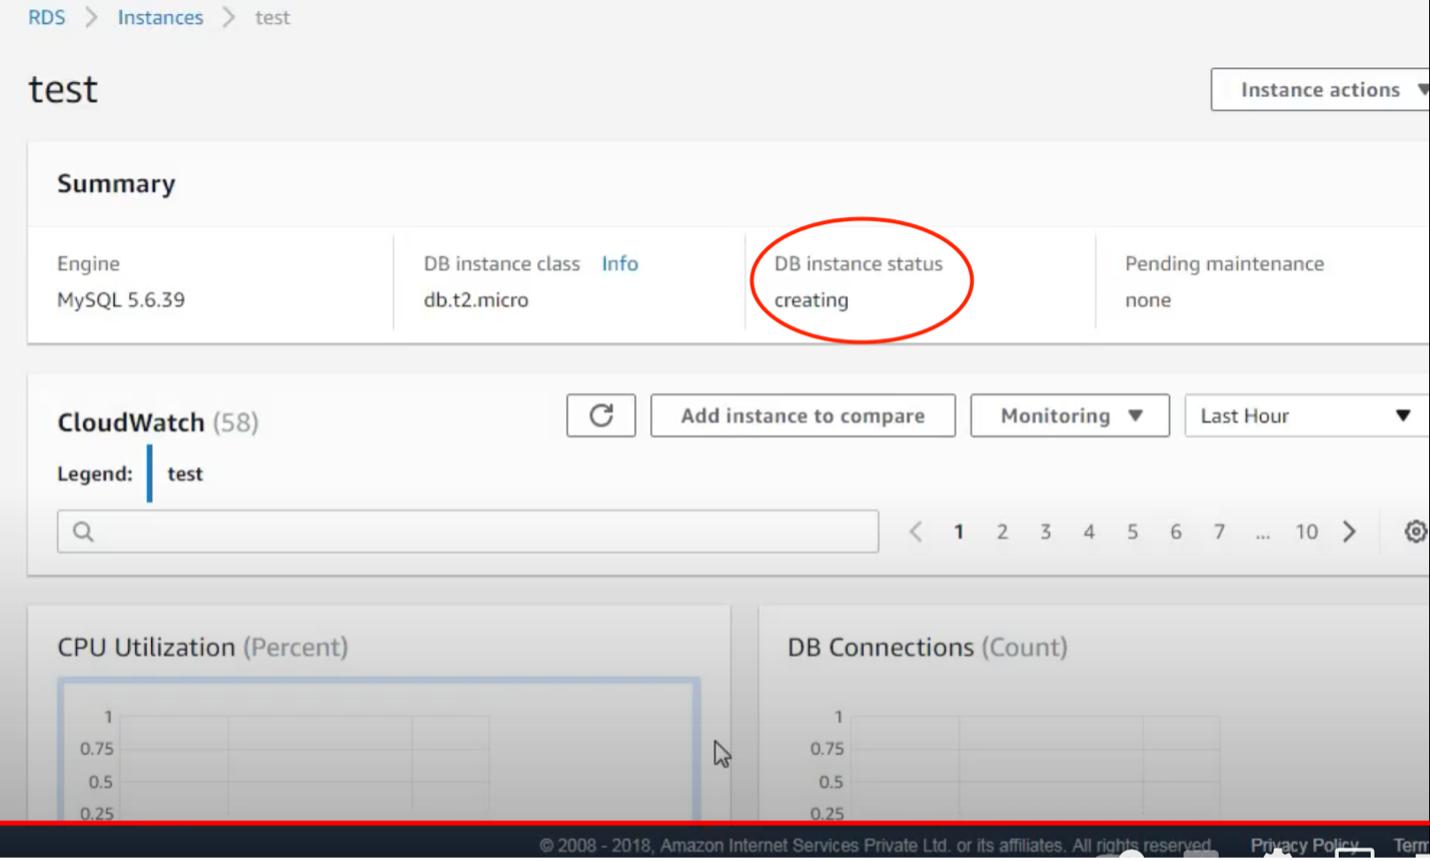 RDS > Instances > test
test
Instance actions
Summary
Engine
MySQL 5.6.39
DB instance class Info
db.t2.micro
DB instance status
creating
Pending maintenance
none
CloudWatch (58)
Add instance to compare
Monitoring
Last Hour
Legend: test
1 2 3 4 5 6 7 ... 10
CPU Utilization (Percent)
1
0.75
0.5
0.25
DB Connections (Count)
1
0.75
0.5
0.25
© 2008 - 2018, Amazon Internet Services Private Ltd. or its affiliates. All rights reserved. Privacy Policy Term